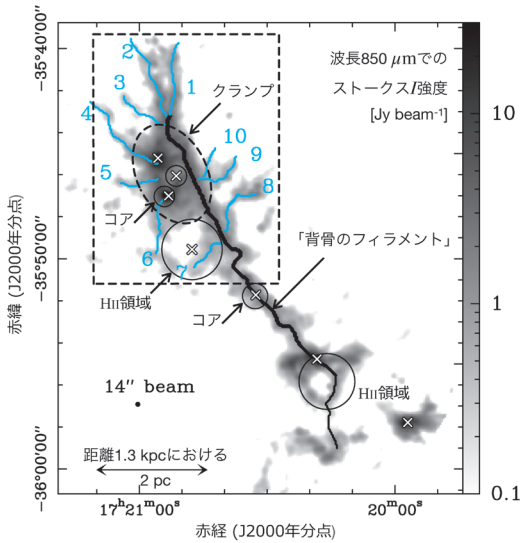 −35°40′00″
−35°50′00″
−36°00′00″
赤緯 (J2000年分点)
波長850 μmでの
ストークスI強度
[Jy beam-1]
クランプ
2
1
3
4
10
9
5
8
コア
6
7
HII領域
「背骨のフィラメント」
コア
14″ beam
HII領域
距離1.3 kpcにおける
2 pc
17h21m00s
20m00s
赤経 (J2000年分点)
10
1
0.1